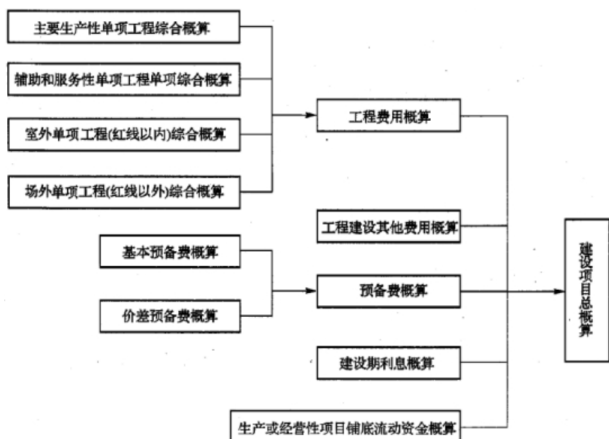 主要生产性单项工程综合概算
辅助和服务性单项工程单项综合概算
室外单项工程(红线以内)综合概算
场外单项工程(红线以外)综合概算
工程费用概算
工程建设其他费用概算
基本预备费概算
价差预备费概算
预备费概算
建设期利息概算
生产或经营性项目铺底流动资金概算
建设项目总概算